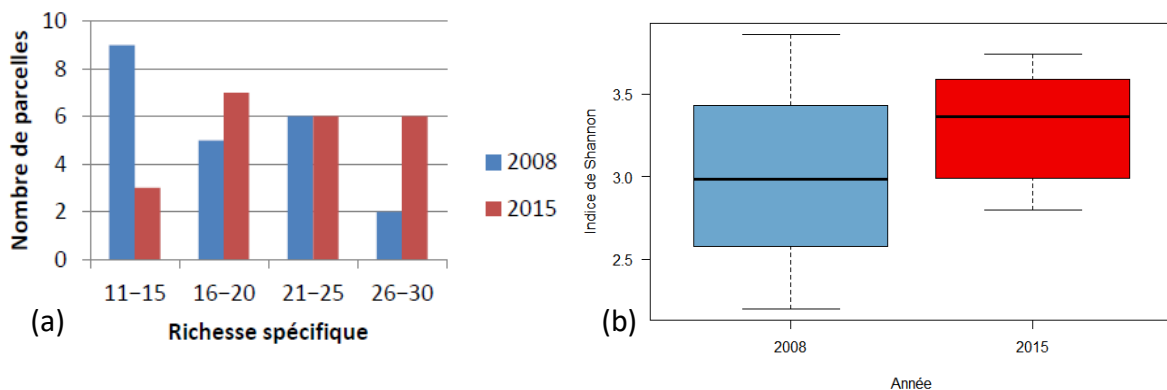 Nombre de parcelles
10
8
6
4
2
0
11–15 16–20 21–25 26–30
Richesse spécifique
2008
2015
(a)
Indice de Shannon
3.5
3.0
2.5
2008 2015
Année
(b)